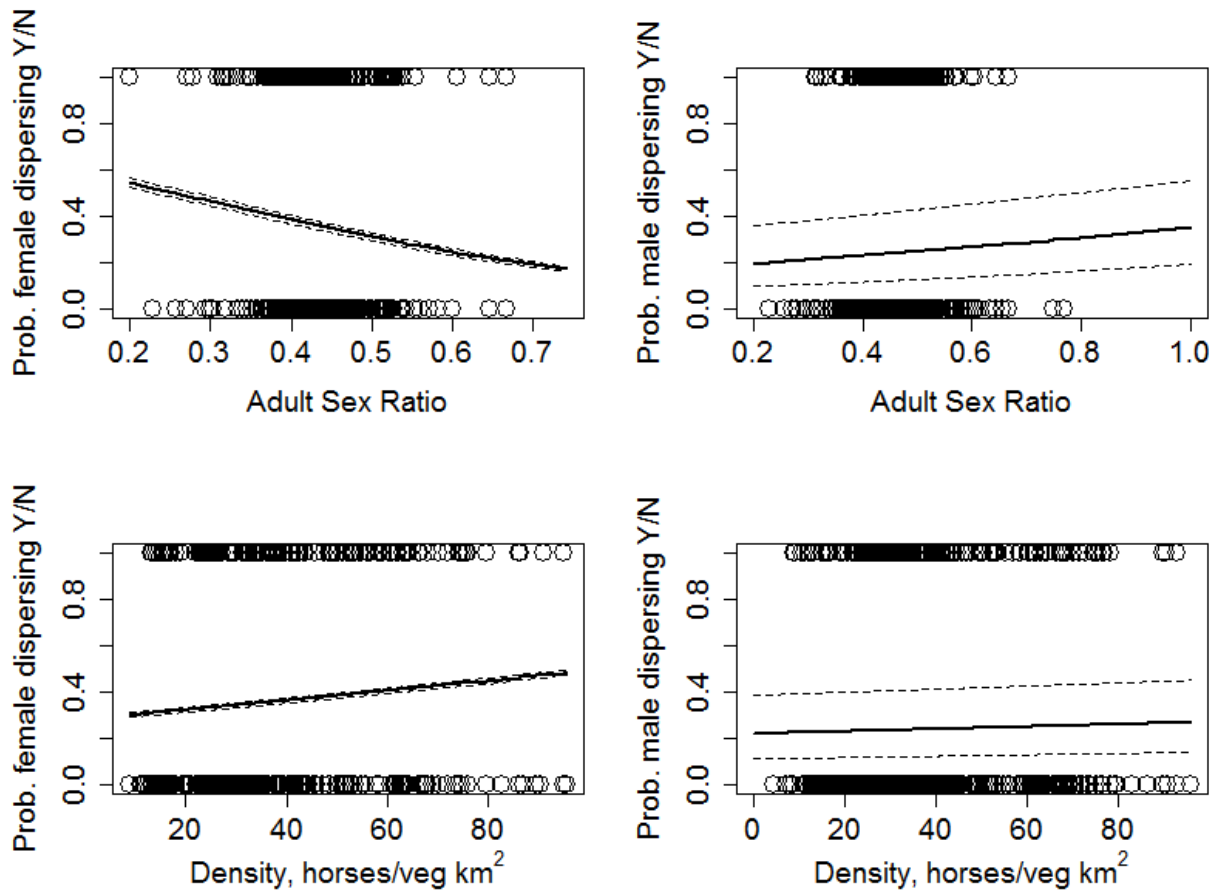 Prob. female dispersing Y/N
0.0 0.4 0.8
0.2 0.3 0.4 0.5 0.6 0.7
Adult Sex Ratio
Prob. male dispersing Y/N
0.0 0.4 0.8
0.2 0.4 0.6 0.8 1.0
Adult Sex Ratio
Prob. female dispersing Y/N
0.0 0.4 0.8
20 40 60 80
Density, horses/veg km²
Prob. male dispersing Y/N
0.0 0.4 0.8
0 20 40 60 80
Density, horses/veg km²